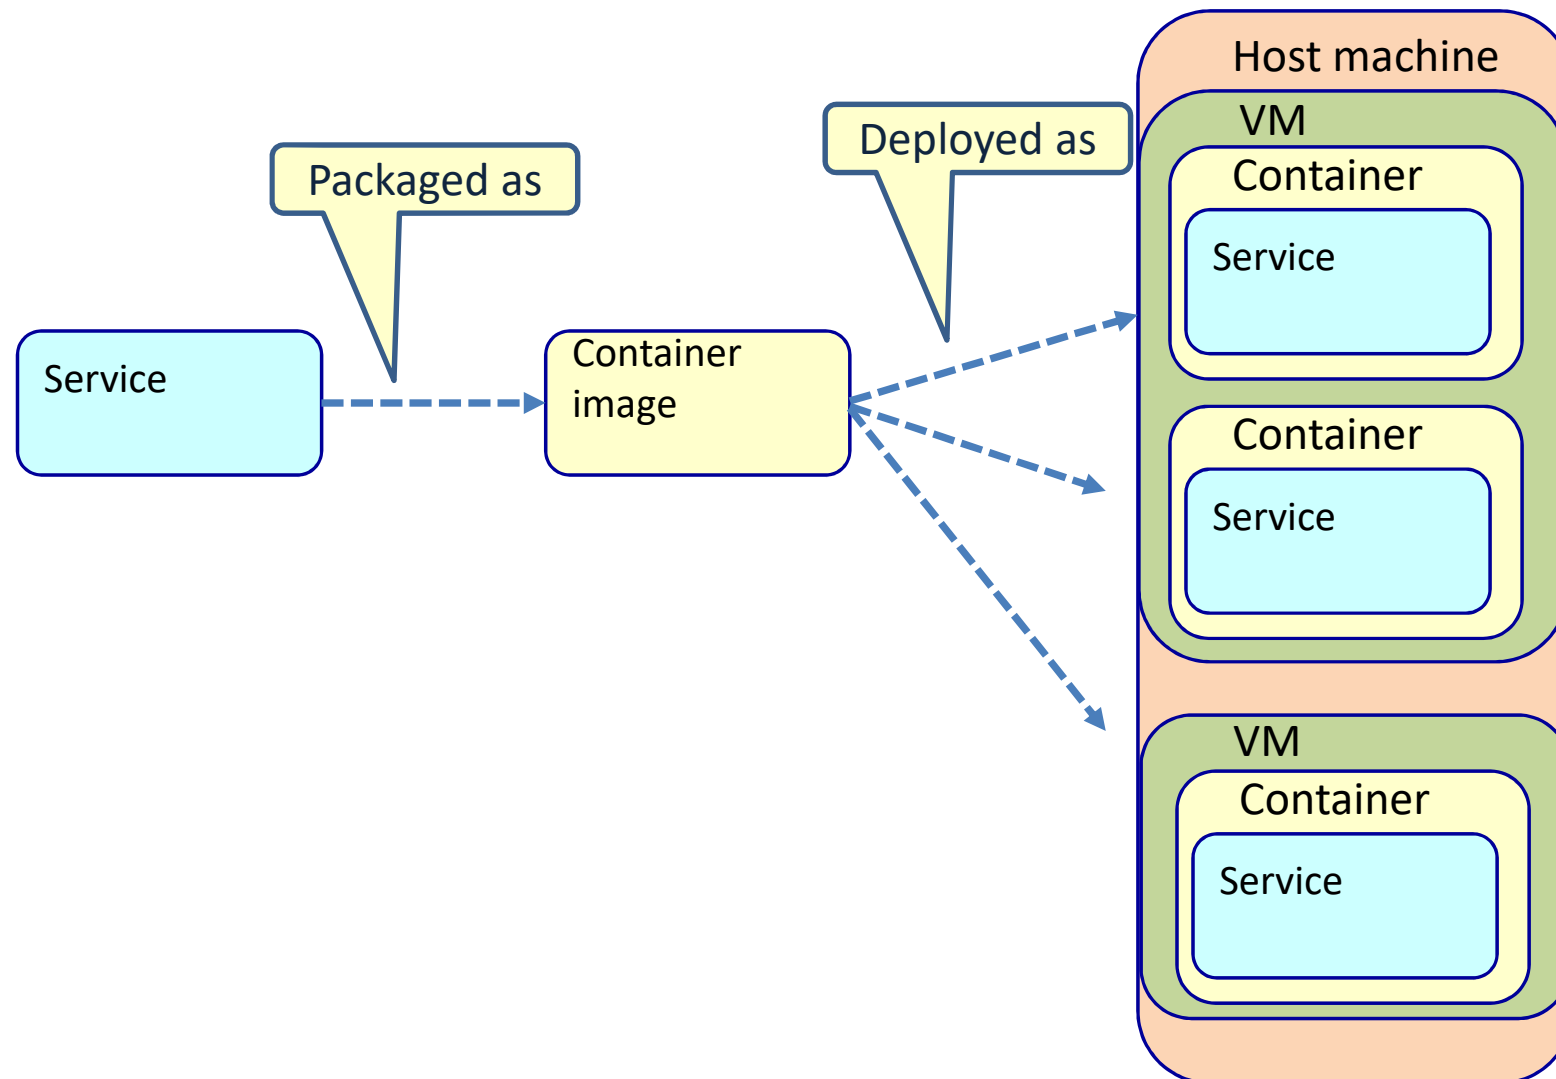 Host machine
VM
Deployed as
Container
Packaged as
Service
Container
image
Service
Container
Service
VM
Container
Service